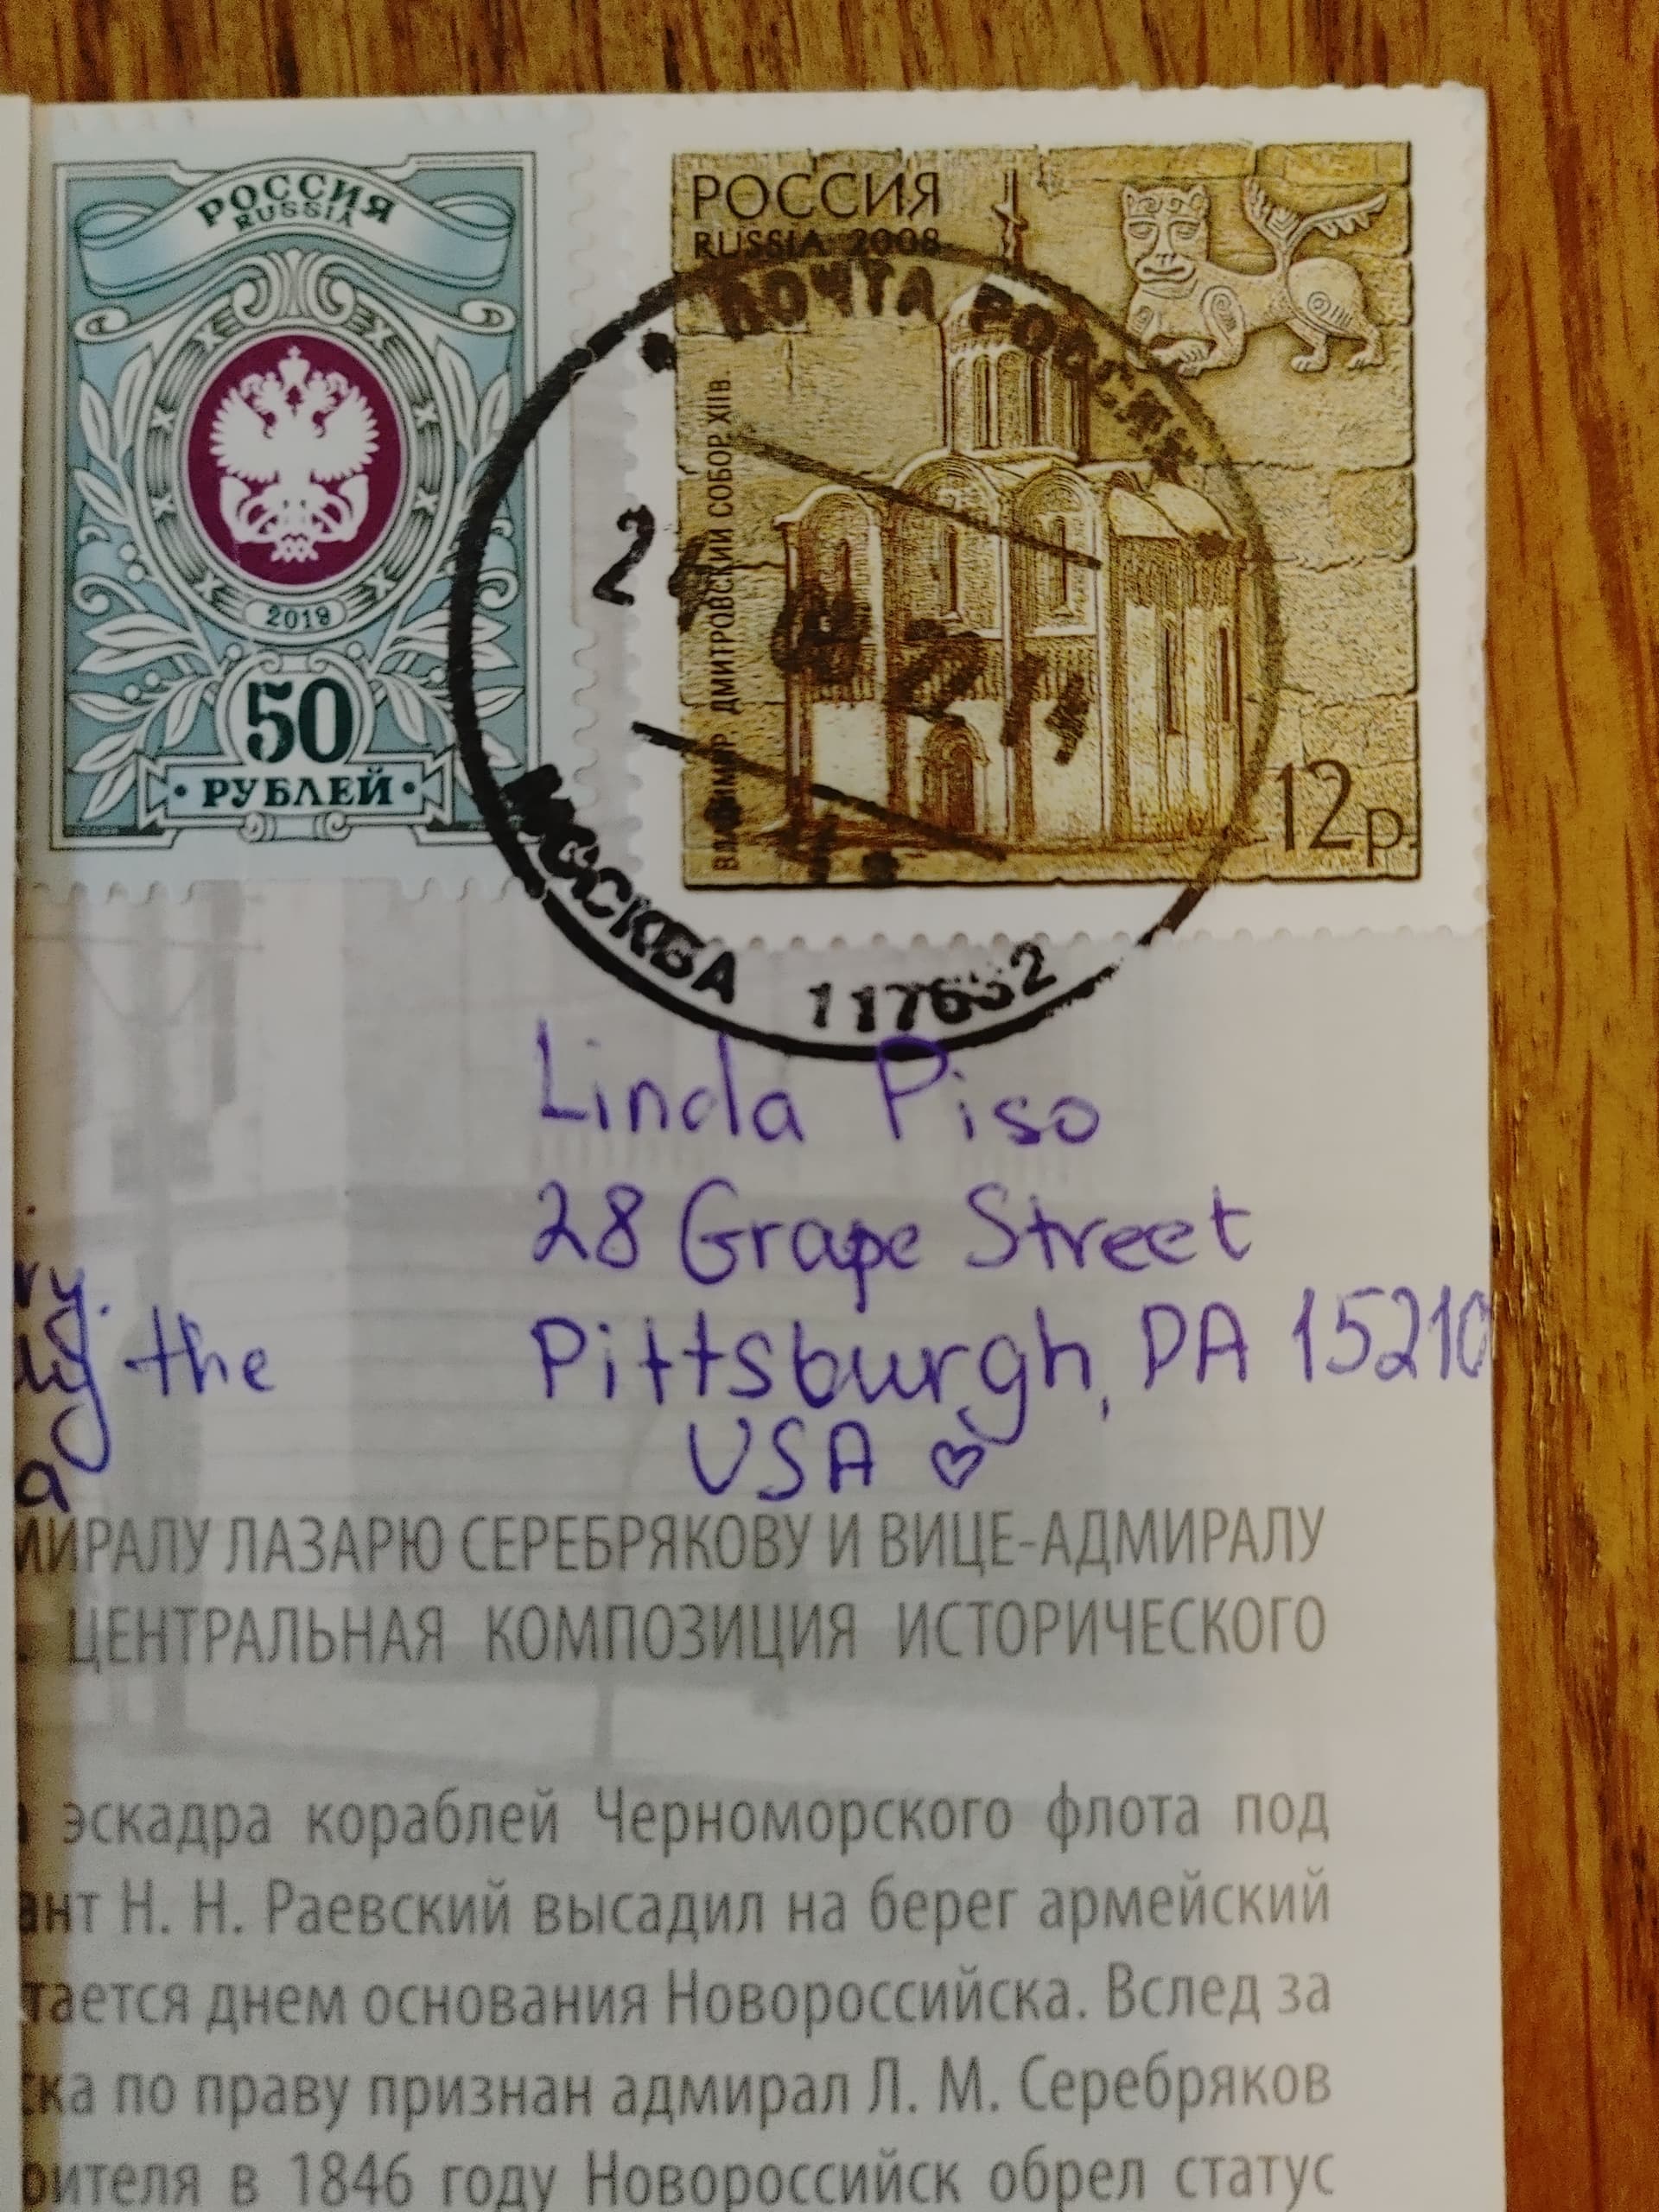 РОССИЯ
RUSSIA
2019
50
РУБЛЕЙ
РОССИЯ
RUSSIA 2008
ВЛАДИМИР. ДМИТРОВСКИЙ СОБОР. XIIв.
12р
ПОЧТА РОССИИ
МОСКВА
Linda Piso
28 Grape Street
the Pittsburgh, PA 15210
USA ♡
МИРАЛУ ЛАЗАРЮ СЕРЕБРЯКОВУ И ВИЦЕ-АДМИРАЛУ
ЦЕНТРАЛЬНАЯ КОМПОЗИЦИЯ ИСТОРИЧЕСКОГО
эскадра кораблей Черноморского флота под
ант Н. Н. Раевский высадил на берег армейский
тается днем основания Новороссийска. Вслед за
ска по праву признан адмирал Л. М. Серебряков
оителя в 1846 году Новороссийск обрел статус